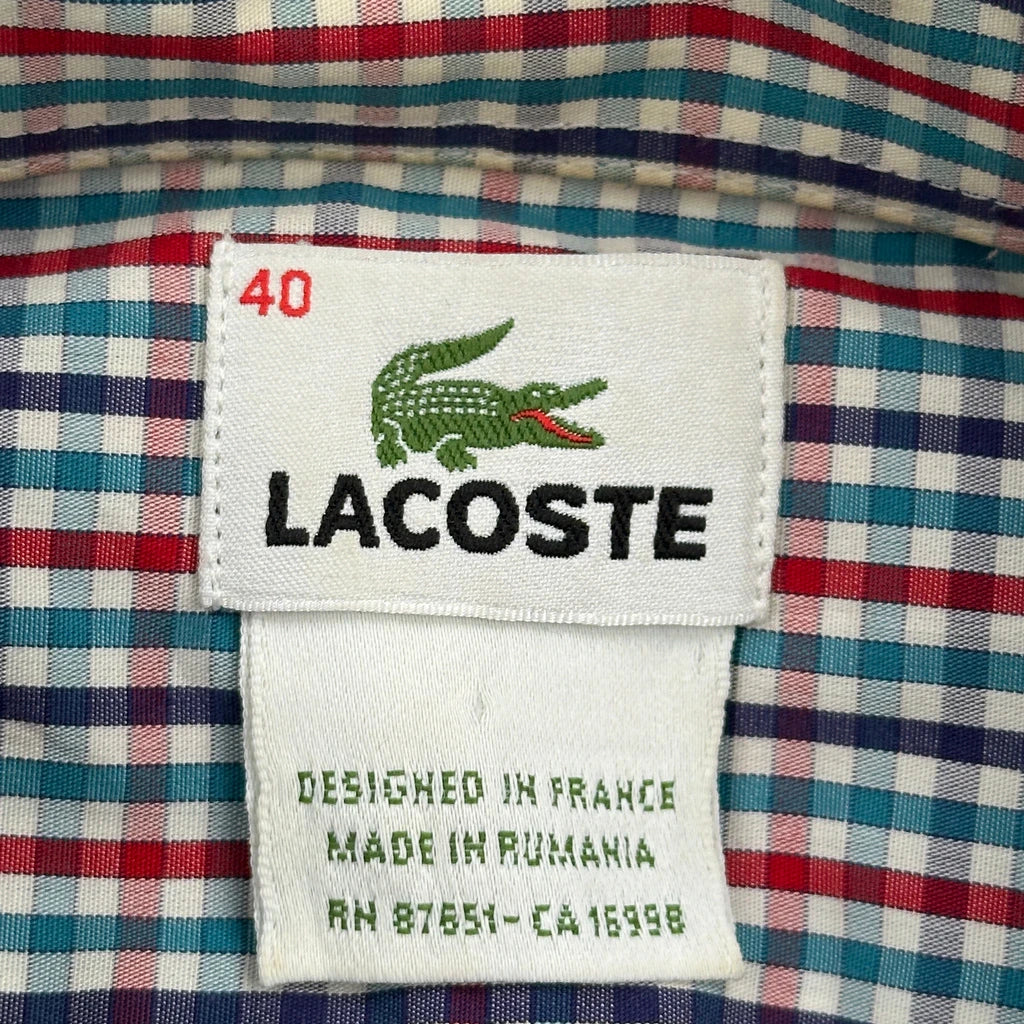 40
LACOSTE
DESIGNED IN FRANCE
MADE IN RUMANIA
RN 87651-CA 16998